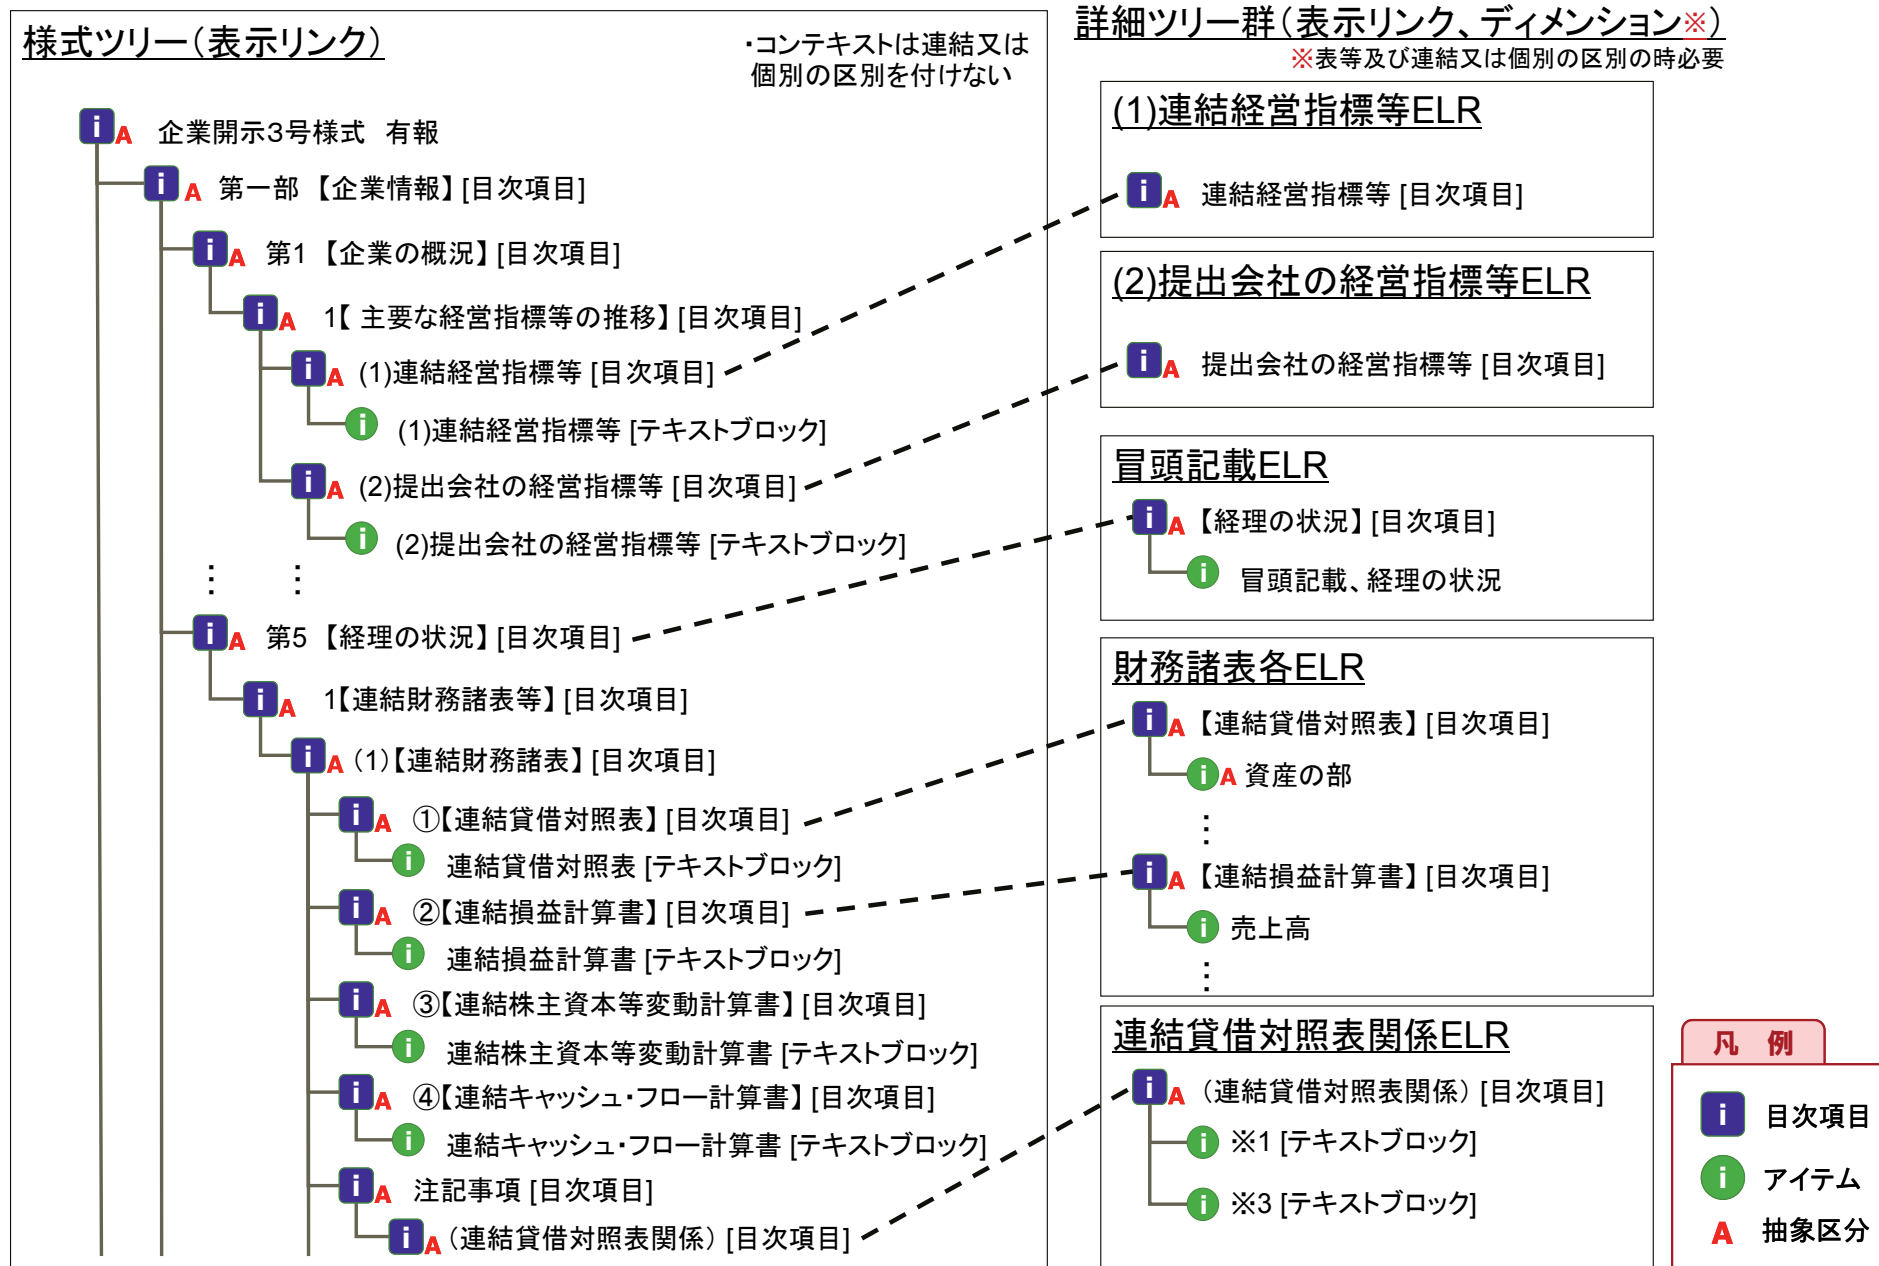 様式ツリー(表示リンク)
・コンテキストは連結又は
個別の区別を付けない
i A 企業開示3号様式 有報
i A 第一部 【企業情報】 [目次項目]
i A 第1 【企業の概況】 [目次項目]
i A 1【 主要な経営指標等の推移】 [目次項目]
i A (1)連結経営指標等 [目次項目]
i (1)連結経営指標等 [テキストブロック]
i A (2)提出会社の経営指標等 [目次項目]
i (2)提出会社の経営指標等 [テキストブロック]
⋮ ⋮
i A 第5 【経理の状況】 [目次項目]
i A 1【連結財務諸表等】 [目次項目]
i A (1)【連結財務諸表】 [目次項目]
i A ①【連結貸借対照表】 [目次項目]
i 連結貸借対照表 [テキストブロック]
i A ②【連結損益計算書】 [目次項目]
i 連結損益計算書 [テキストブロック]
i A ③【連結株主資本等変動計算書】 [目次項目]
i 連結株主資本等変動計算書 [テキストブロック]
i A ④【連結キャッシュ・フロー計算書】 [目次項目]
i 連結キャッシュ・フロー計算書 [テキストブロック]
i A 注記事項 [目次項目]
i A (連結貸借対照表関係) [目次項目]
詳細ツリー群(表示リンク、ディメンション※)
※表等及び連結又は個別の区別の時必要
(1)連結経営指標等ELR
i A 連結経営指標等 [目次項目]
(2)提出会社の経営指標等ELR
i A 提出会社の経営指標等 [目次項目]
冒頭記載ELR
i A 【経理の状況】 [目次項目]
i 冒頭記載、経理の状況
財務諸表各ELR
i A 【連結貸借対照表】 [目次項目]
i A 資産の部
⋮
i A 【連結損益計算書】 [目次項目]
i 売上高
⋮
連結貸借対照表関係ELR
i A (連結貸借対照表関係) [目次項目]
i ※1 [テキストブロック]
i ※3 [テキストブロック]
凡 例
i 目次項目
i アイテム
A 抽象区分